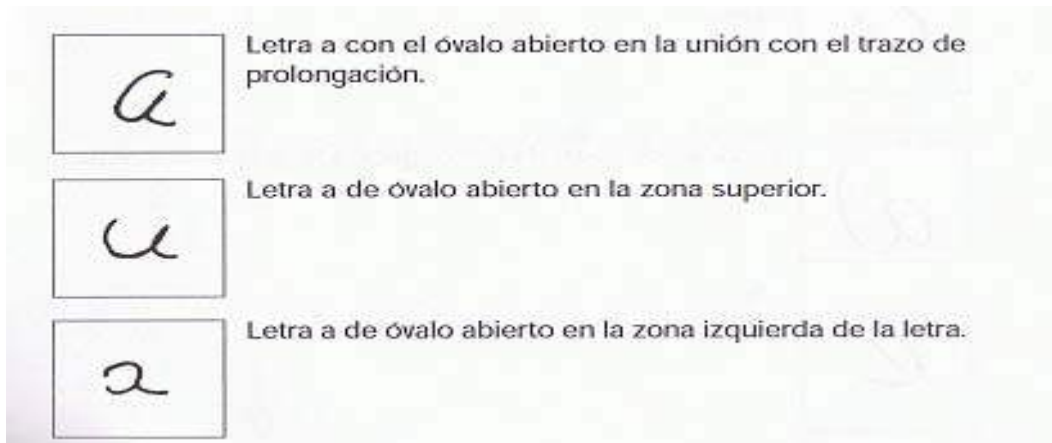 a
Letra a con el óvalo abierto en la unión con el trazo de
prolongación.
u
Letra a de óvalo abierto en la zona superior.
a
Letra a de óvalo abierto en la zona izquierda de la letra.